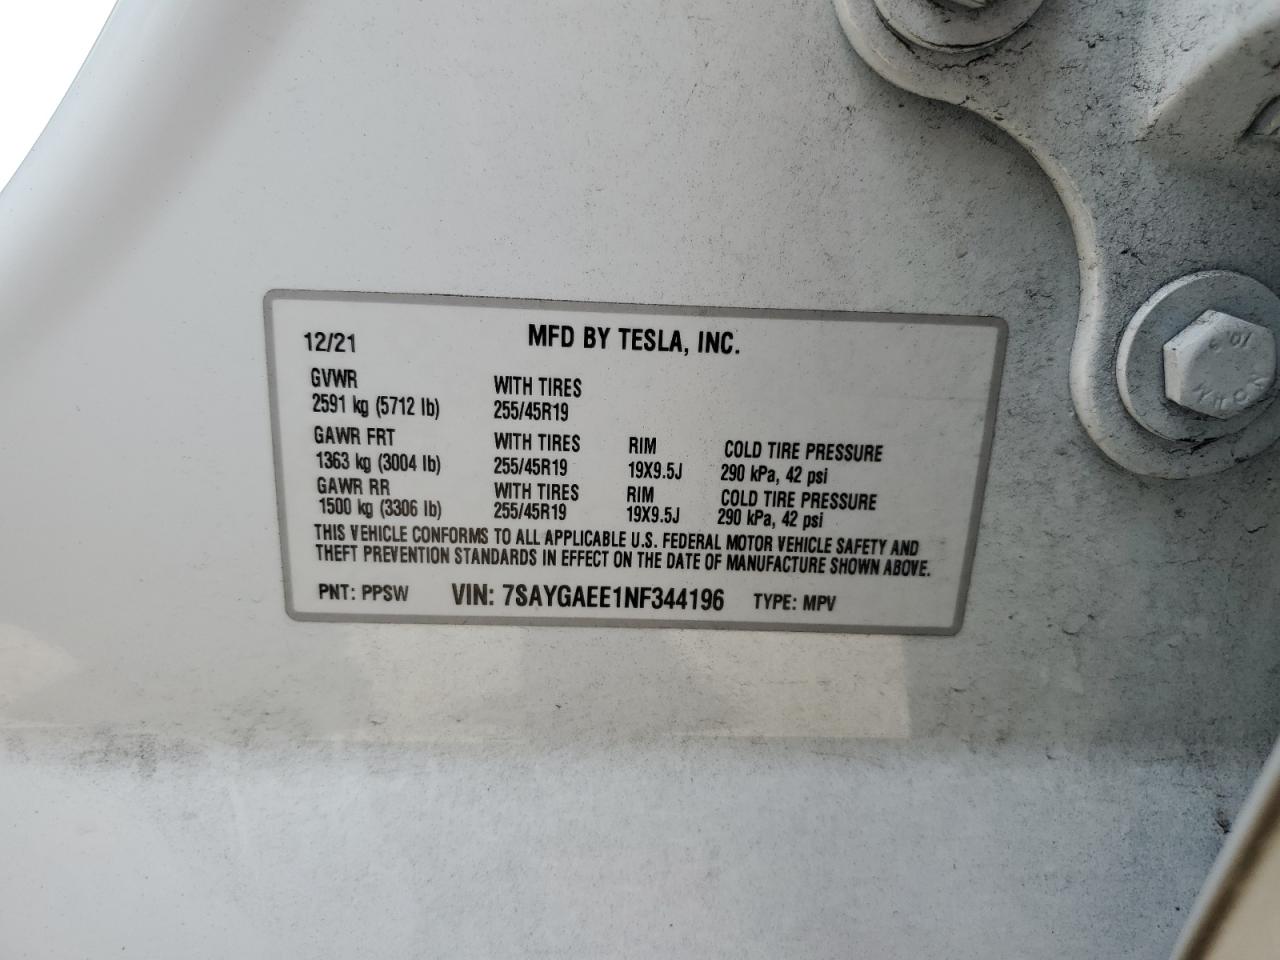 12/21 MFD BY TESLA, INC.
GVWR WITH TIRES
2591 kg (5712 lb) 255/45R19
GAWR FRT WITH TIRES RIM COLD TIRE PRESSURE
1363 kg (3004 lb) 255/45R19 19X9.5J 290 kPa, 42 psi
GAWR RR WITH TIRES RIM COLD TIRE PRESSURE
1500 kg (3306 lb) 255/45R19 19X9.5J 290 kPa, 42 psi
THIS VEHICLE CONFORMS TO ALL APPLICABLE U.S. FEDERAL MOTOR VEHICLE SAFETY AND
THEFT PREVENTION STANDARDS IN EFFECT ON THE DATE OF MANUFACTURE SHOWN ABOVE.
PNT: PPSW VIN: 7SAYGAEE1NF344196 TYPE: MPV